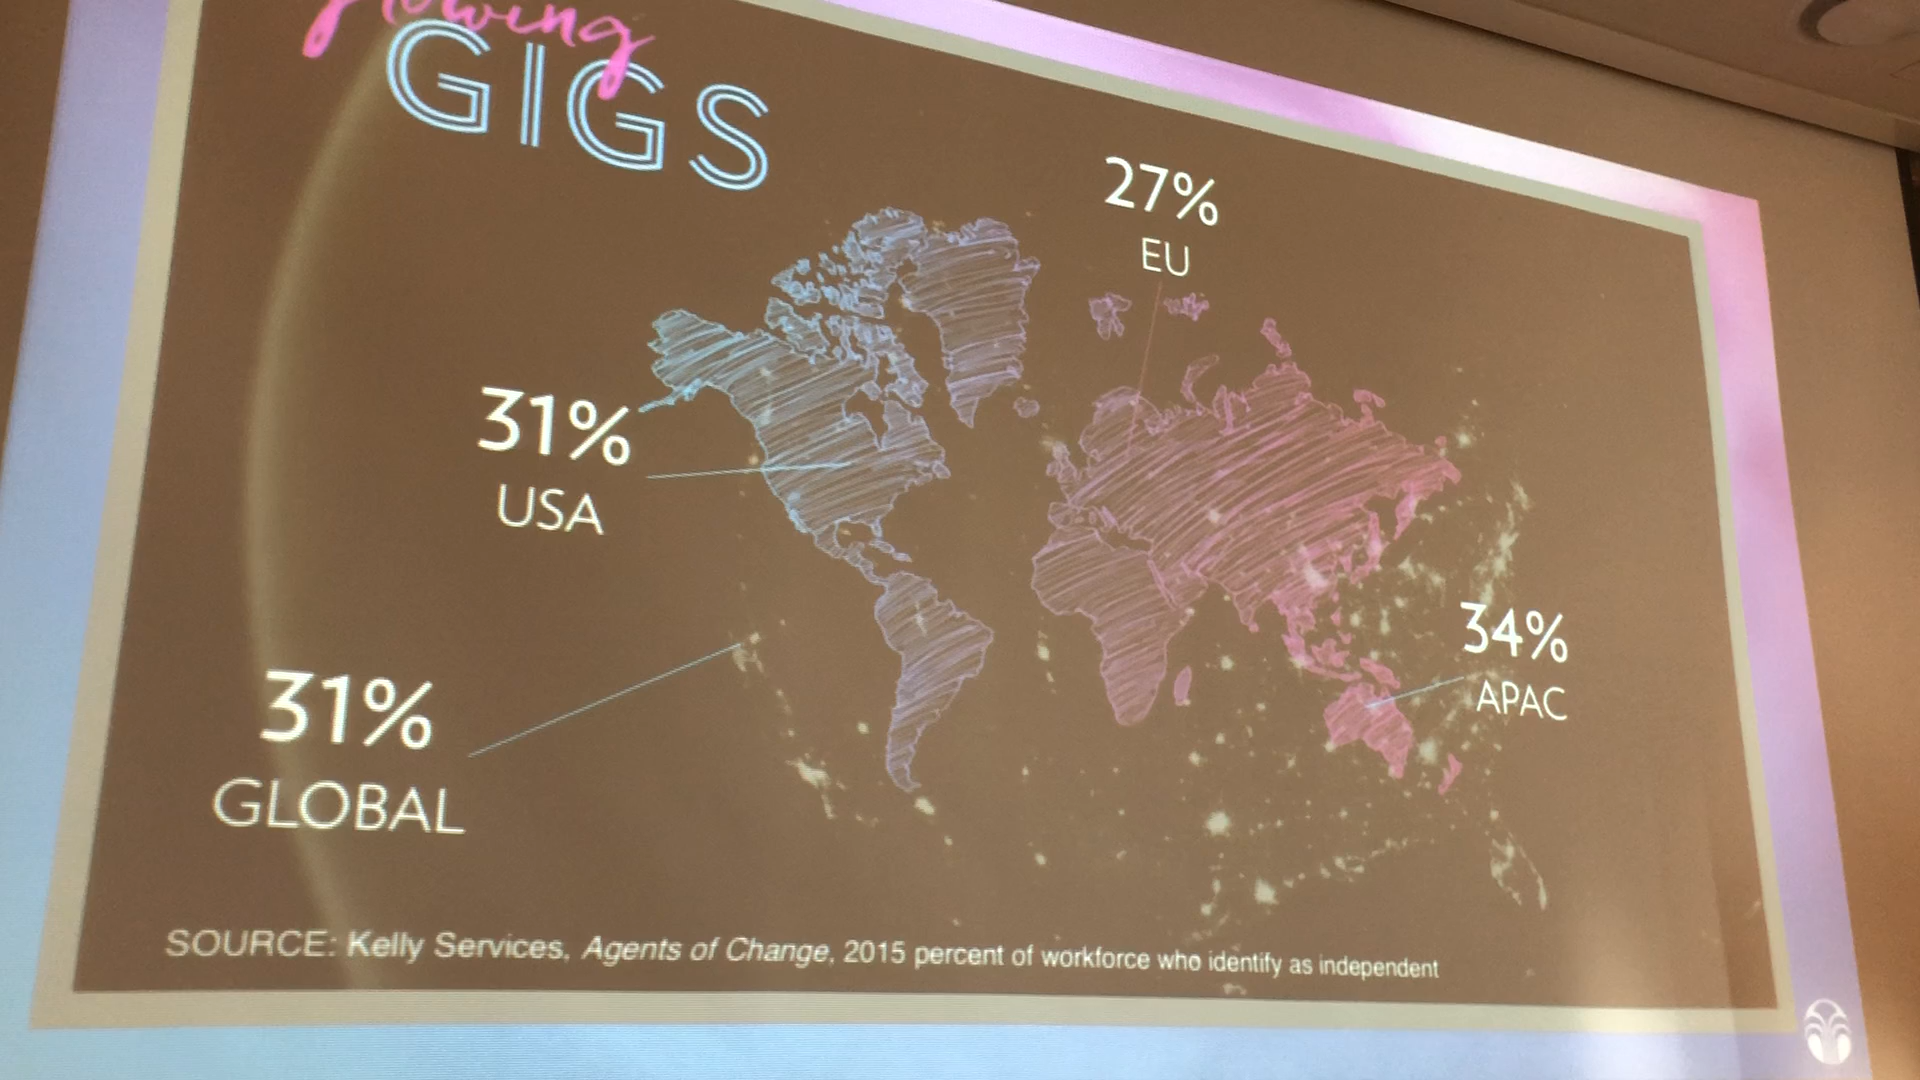 GIGS
27%
EU
31%
USA
34%
APAC
31%
GLOBAL
SOURCE: Kelly Services, Agents of Change, 2015 percent of workforce who identify as independent